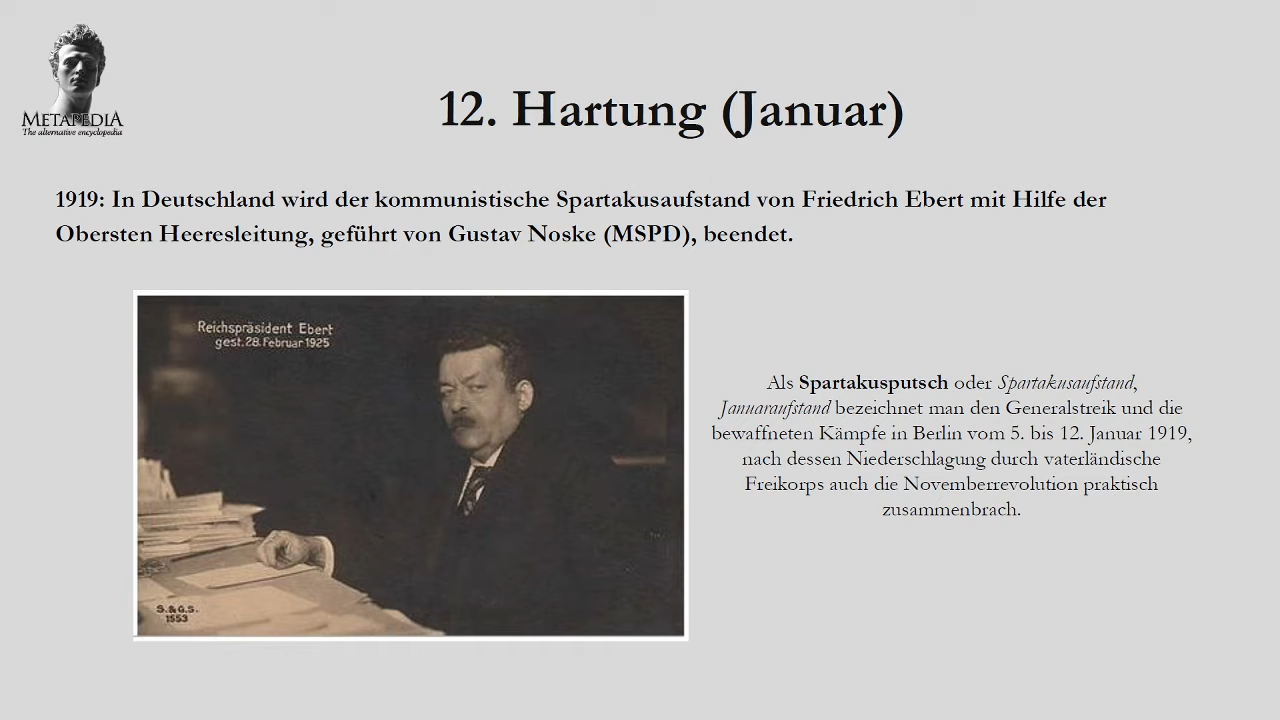 METAPEDIA
The alternative encyclopedia
12. Hartung (Januar)
1919: In Deutschland wird der kommunistische Spartakusaufstand von Friedrich Ebert mit Hilfe der
Obersten Heeresleitung, geführt von Gustav Noske (MSPD), beendet.
Reichspräsident Ebert
gest. 28. Februar 1925
S. & G. S.
1553
Als Spartakusputsch oder Spartakusaufstand,
Januaraufstand bezeichnet man den Generalstreik und die
bewaffneten Kämpfe in Berlin vom 5. bis 12. Januar 1919,
nach dessen Niederschlagung durch vaterländische
Freikorps auch die Novemberrevolution praktisch
zusammenbrach.